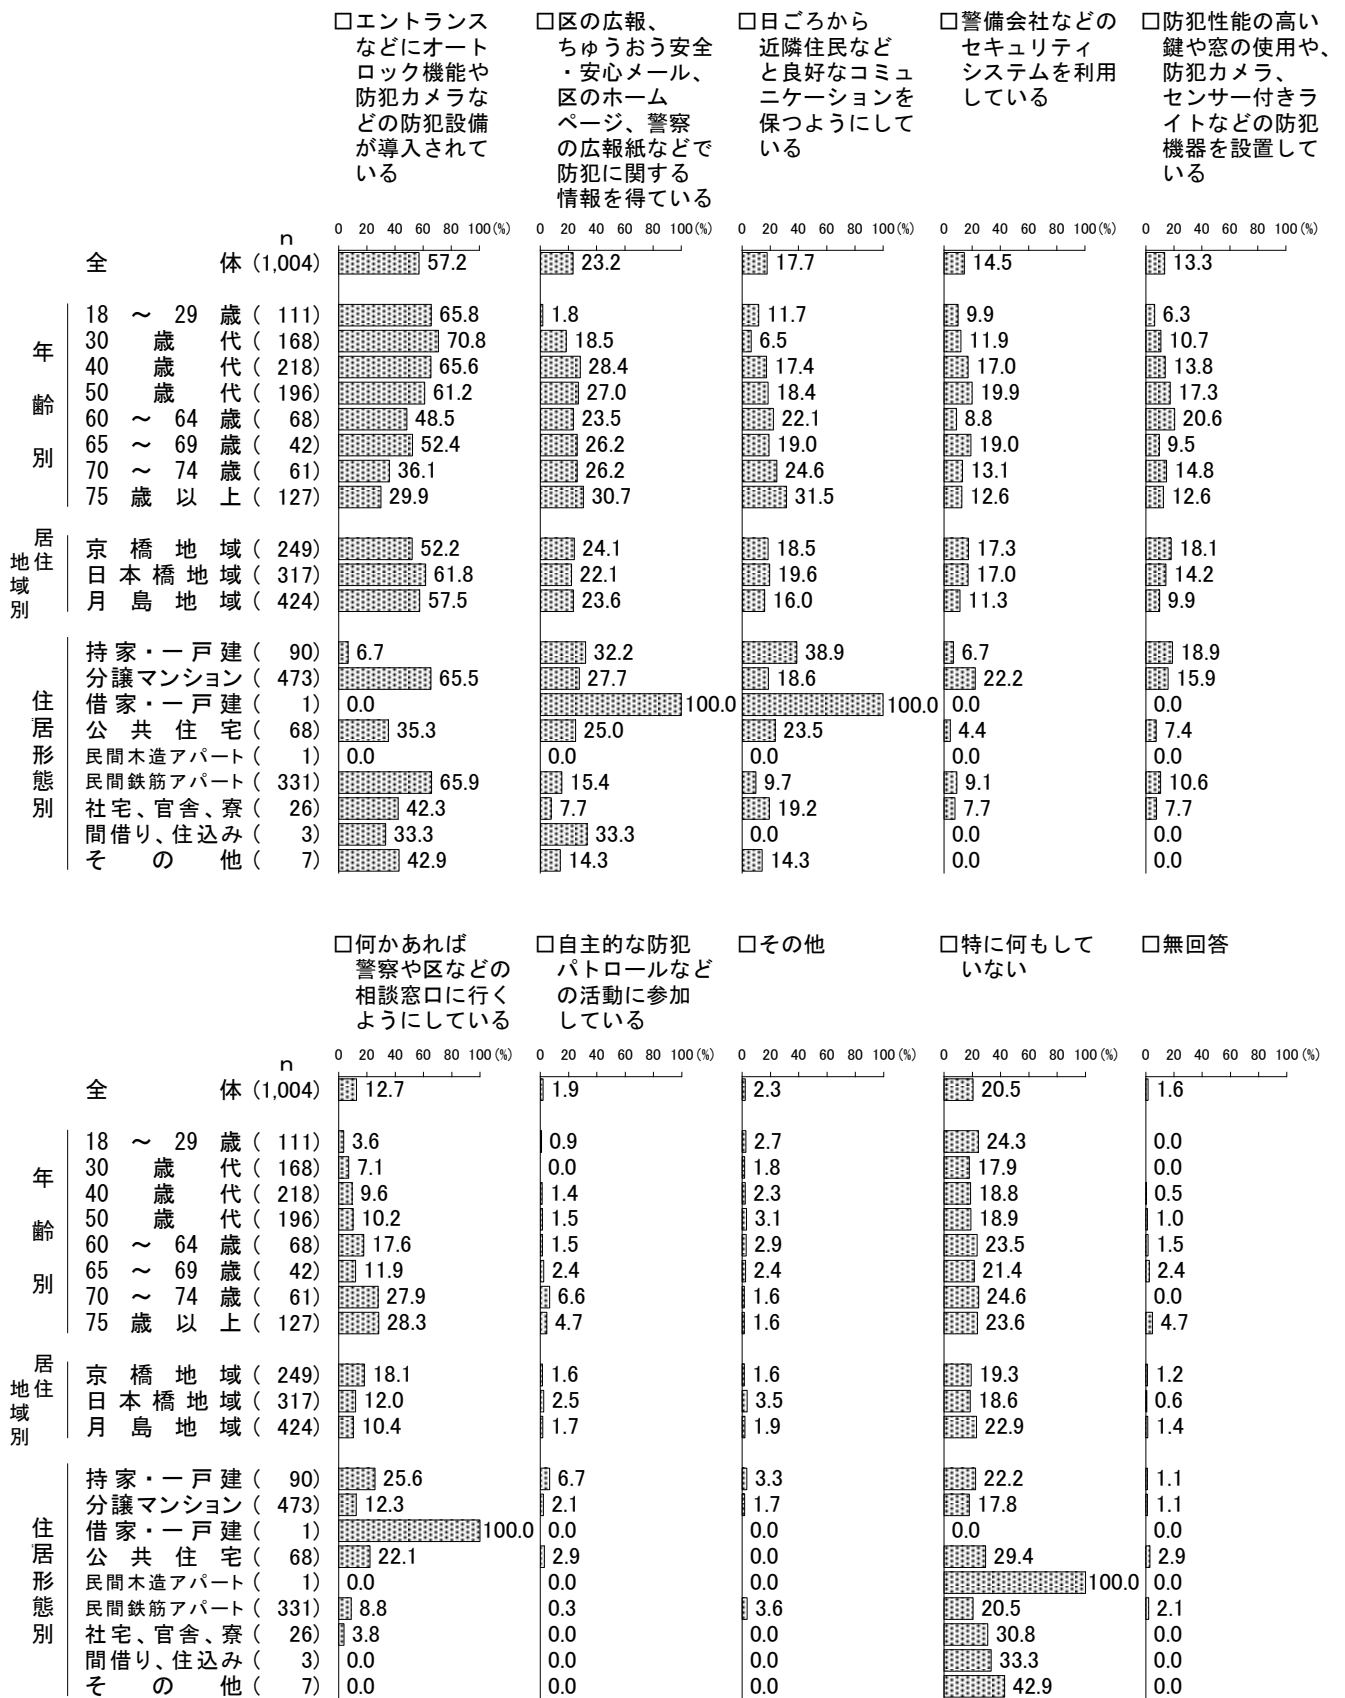 □エントランス
などにオート
ロック機能や
防犯カメラな
どの防犯設備
が導入されて
いる
□区の広報、
ちゅうおう安全
・安心メール、
区のホーム
ページ、警察
の広報紙などで
防犯に関する
情報を得ている
□日ごろから
近隣住民など
と良好なコミュ
ニケーションを
保つようにして
いる
□警備会社などの
セキュリティ
システムを利用
している
□防犯性能の高い
鍵や窓の使用や、
防犯カメラ、
センサー付きラ
イトなどの防犯
機器を設置して
いる
n 0 20 40 60 80 100(%) 0 20 40 60 80 100(%) 0 20 40 60 80 100(%) 0 20 40 60 80 100(%) 0 20 40 60 80 100(%)
全体(1,004) 57.2 23.2 17.7 14.5 13.3
年齢別
18～29歳( 111) 65.8 1.8 11.7 9.9 6.3
30歳代( 168) 70.8 18.5 6.5 11.9 10.7
40歳代( 218) 65.6 28.4 17.4 17.0 13.8
50歳代( 196) 61.2 27.0 18.4 19.9 17.3
60～64歳( 68) 48.5 23.5 22.1 8.8 20.6
65～69歳( 42) 52.4 26.2 19.0 19.0 9.5
70～74歳( 61) 36.1 26.2 24.6 13.1 14.8
75歳以上( 127) 29.9 30.7 31.5 12.6 12.6
居住地域別
京橋地域( 249) 52.2 24.1 18.5 17.3 18.1
日本橋地域( 317) 61.8 22.1 19.6 17.0 14.2
月島地域( 424) 57.5 23.6 16.0 11.3 9.9
住居形態別
持家・一戸建( 90) 6.7 32.2 38.9 6.7 18.9
分譲マンション( 473) 65.5 27.7 18.6 22.2 15.9
借家・一戸建( 1) 0.0 100.0 100.0 0.0 0.0
公共住宅( 68) 35.3 25.0 23.5 4.4 7.4
民間木造アパート( 1) 0.0 0.0 0.0 0.0 0.0
民間鉄筋アパート( 331) 65.9 15.4 9.7 9.1 10.6
社宅、官舎、寮( 26) 42.3 7.7 19.2 7.7 7.7
間借り、住込み( 3) 33.3 33.3 0.0 0.0 0.0
その他( 7) 42.9 14.3 14.3 0.0 0.0
□何かあれば
警察や区などの
相談窓口に行く
ようにしている
□自主的な防犯
パトロールなど
の活動に参加
している
□その他
□特に何もして
いない
□無回答
n 0 20 40 60 80 100(%) 0 20 40 60 80 100(%) 0 20 40 60 80 100(%) 0 20 40 60 80 100(%) 0 20 40 60 80 100(%)
全体(1,004) 12.7 1.9 2.3 20.5 1.6
年齢別
18～29歳( 111) 3.6 0.9 2.7 24.3 0.0
30歳代( 168) 7.1 0.0 1.8 17.9 0.0
40歳代( 218) 9.6 1.4 2.3 18.8 0.5
50歳代( 196) 10.2 1.5 3.1 18.9 1.0
60～64歳( 68) 17.6 1.5 2.9 23.5 1.5
65～69歳( 42) 11.9 2.4 2.4 21.4 2.4
70～74歳( 61) 27.9 6.6 1.6 24.6 0.0
75歳以上( 127) 28.3 4.7 1.6 23.6 4.7
居住地域別
京橋地域( 249) 18.1 1.6 1.6 19.3 1.2
日本橋地域( 317) 12.0 2.5 3.5 18.6 0.6
月島地域( 424) 10.4 1.7 1.9 22.9 1.4
住居形態別
持家・一戸建( 90) 25.6 6.7 3.3 22.2 1.1
分譲マンション( 473) 12.3 2.1 1.7 17.8 1.1
借家・一戸建( 1) 100.0 0.0 0.0 0.0 0.0
公共住宅( 68) 22.1 2.9 0.0 29.4 2.9
民間木造アパート( 1) 0.0 0.0 0.0 100.0 0.0
民間鉄筋アパート( 331) 8.8 0.3 3.6 20.5 2.1
社宅、官舎、寮( 26) 3.8 0.0 0.0 30.8 0.0
間借り、住込み( 3) 0.0 0.0 0.0 33.3 0.0
その他( 7) 0.0 0.0 0.0 42.9 0.0